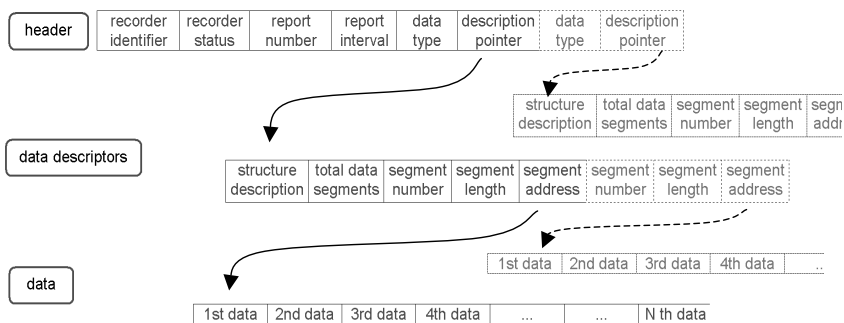 header
recorder identifier
recorder status
report number
report interval
data type
description pointer
data type
description pointer
structure description
total data segments
segment number
segment length
data descriptors
structure description
total data segments
segment number
segment length
segment address
segment number
segment length
segment address
1st data
2nd data
3rd data
4th data
..
data
1st data
2nd data
3rd data
4th data
...
...
N th data